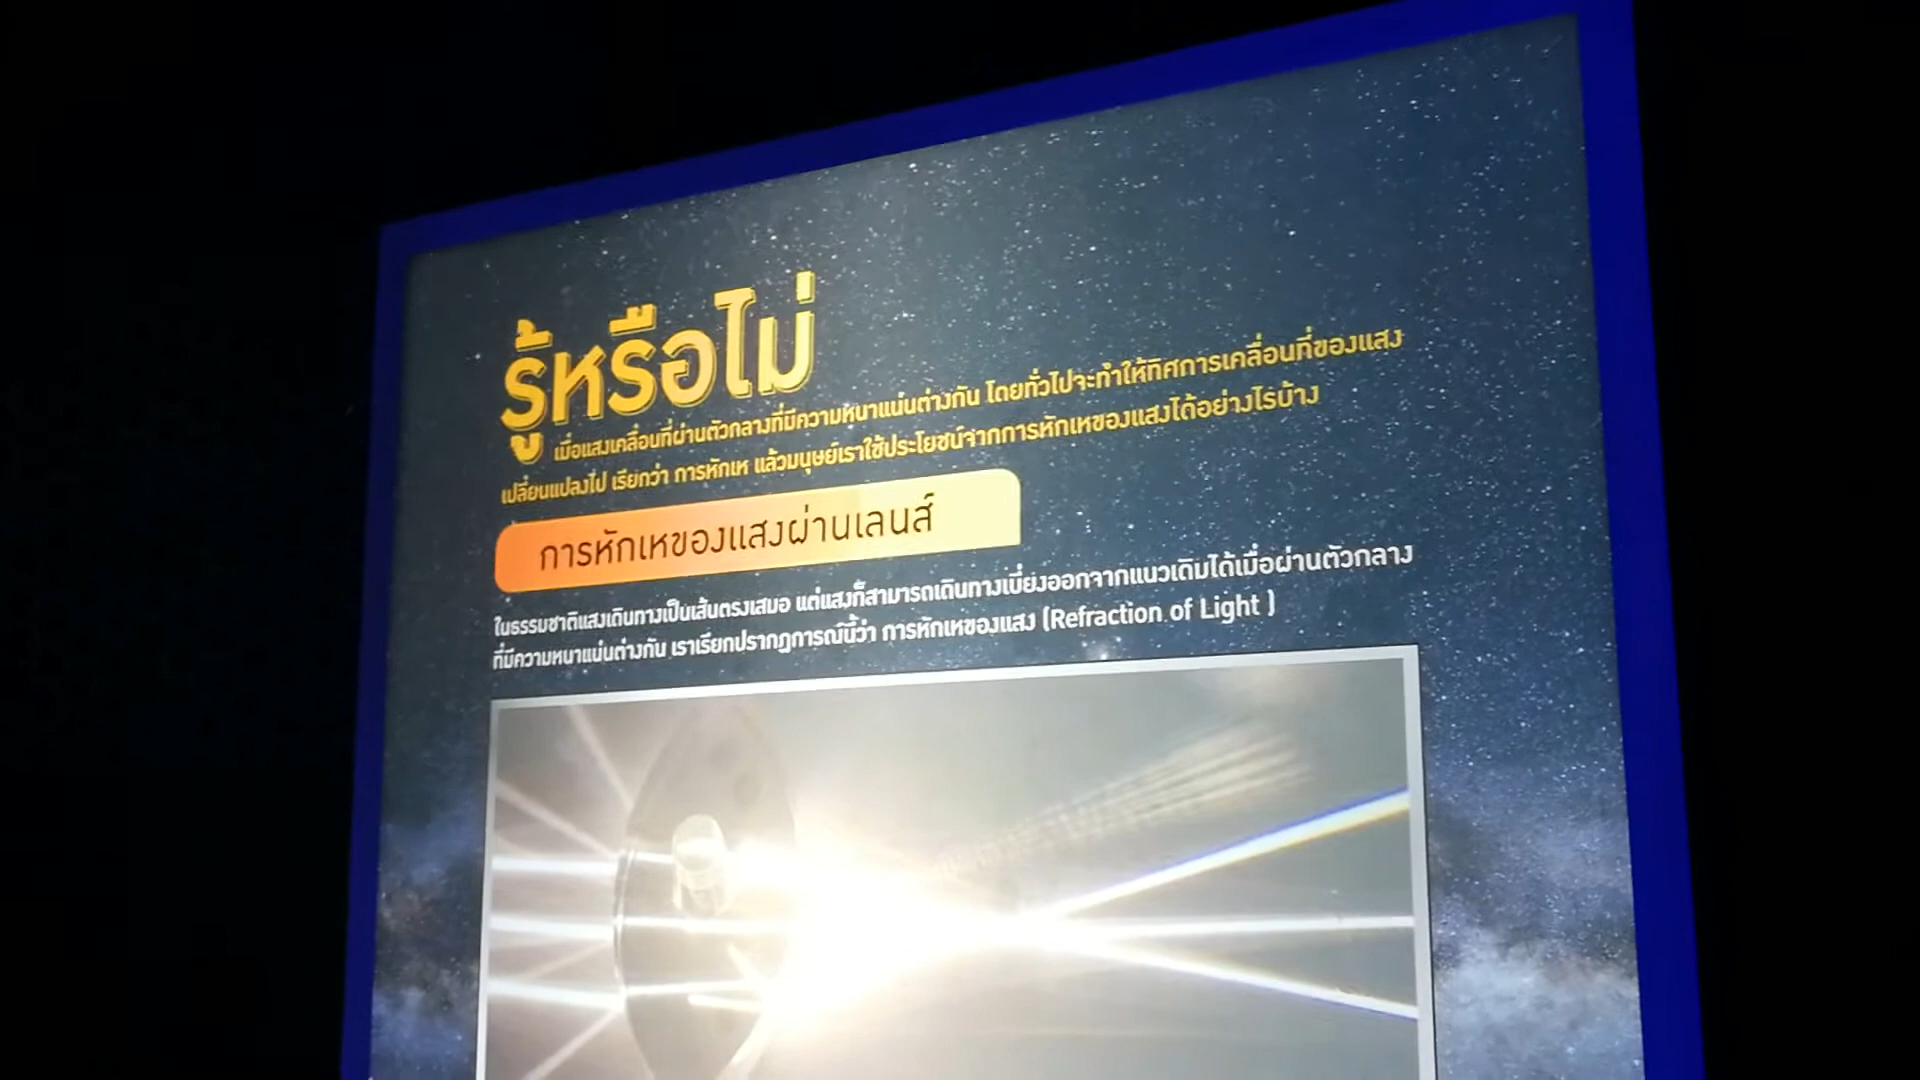 รู้หรือไม่
เมื่อแสงเคลื่อนที่ผ่านตัวกลางที่มีความหนาแน่นต่างกัน โดยทั่วไปจะทำให้ทิศการเคลื่อนที่ของแสง
เปลี่ยนแปลงไป เรียกว่า การหักเห แล้วมนุษย์เราใช้ประโยชน์จากการหักเหของแสงได้อย่างไรบ้าง
การหักเหของแสงผ่านเลนส์
ในธรรมชาติแสงเดินทางเป็นเส้นตรงเสมอ แต่แสงก็สามารถเดินทางเบี่ยงออกจากแนวเดิมได้เมื่อผ่านตัวกลาง
ที่มีความหนาแน่นต่างกัน เราเรียกปรากฏการณ์นี้ว่า การหักเหของแสง (Refraction of Light )